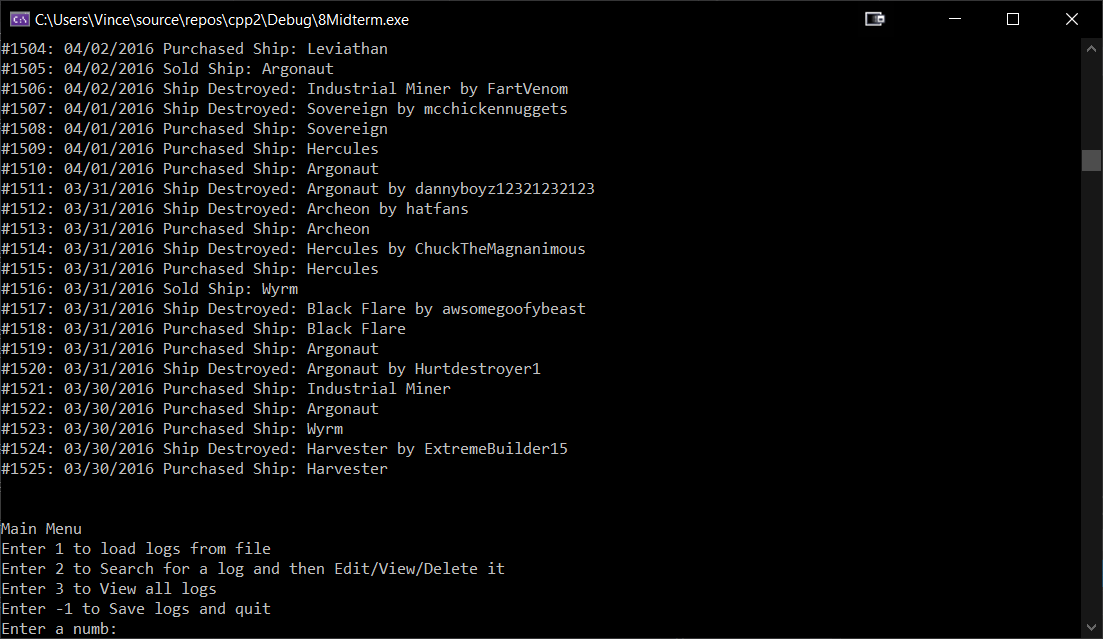 C:\Users\Vince\source\repos\cpp2\Debug\8Midterm.exe
#1504: 04/02/2016 Purchased Ship: Leviathan
#1505: 04/02/2016 Sold Ship: Argonaut
#1506: 04/02/2016 Ship Destroyed: Industrial Miner by FartVenom
#1507: 04/01/2016 Ship Destroyed: Sovereign by mcchickennuggets
#1508: 04/01/2016 Purchased Ship: Sovereign
#1509: 04/01/2016 Purchased Ship: Hercules
#1510: 04/01/2016 Purchased Ship: Argonaut
#1511: 03/31/2016 Ship Destroyed: Argonaut by dannyboyz12321232123
#1512: 03/31/2016 Ship Destroyed: Archeon by hatfans
#1513: 03/31/2016 Purchased Ship: Archeon
#1514: 03/31/2016 Ship Destroyed: Hercules by ChuckTheMagnanimous
#1515: 03/31/2016 Purchased Ship: Hercules
#1516: 03/31/2016 Sold Ship: Wyrm
#1517: 03/31/2016 Ship Destroyed: Black Flare by awsomegoofybeast
#1518: 03/31/2016 Purchased Ship: Black Flare
#1519: 03/31/2016 Purchased Ship: Argonaut
#1520: 03/31/2016 Ship Destroyed: Argonaut by Hurtdestroyer1
#1521: 03/30/2016 Purchased Ship: Industrial Miner
#1522: 03/30/2016 Purchased Ship: Argonaut
#1523: 03/30/2016 Purchased Ship: Wyrm
#1524: 03/30/2016 Ship Destroyed: Harvester by ExtremeBuilder15
#1525: 03/30/2016 Purchased Ship: Harvester
Main Menu
Enter 1 to load logs from file
Enter 2 to Search for a log and then Edit/View/Delete it
Enter 3 to View all logs
Enter -1 to Save logs and quit
Enter a numb: